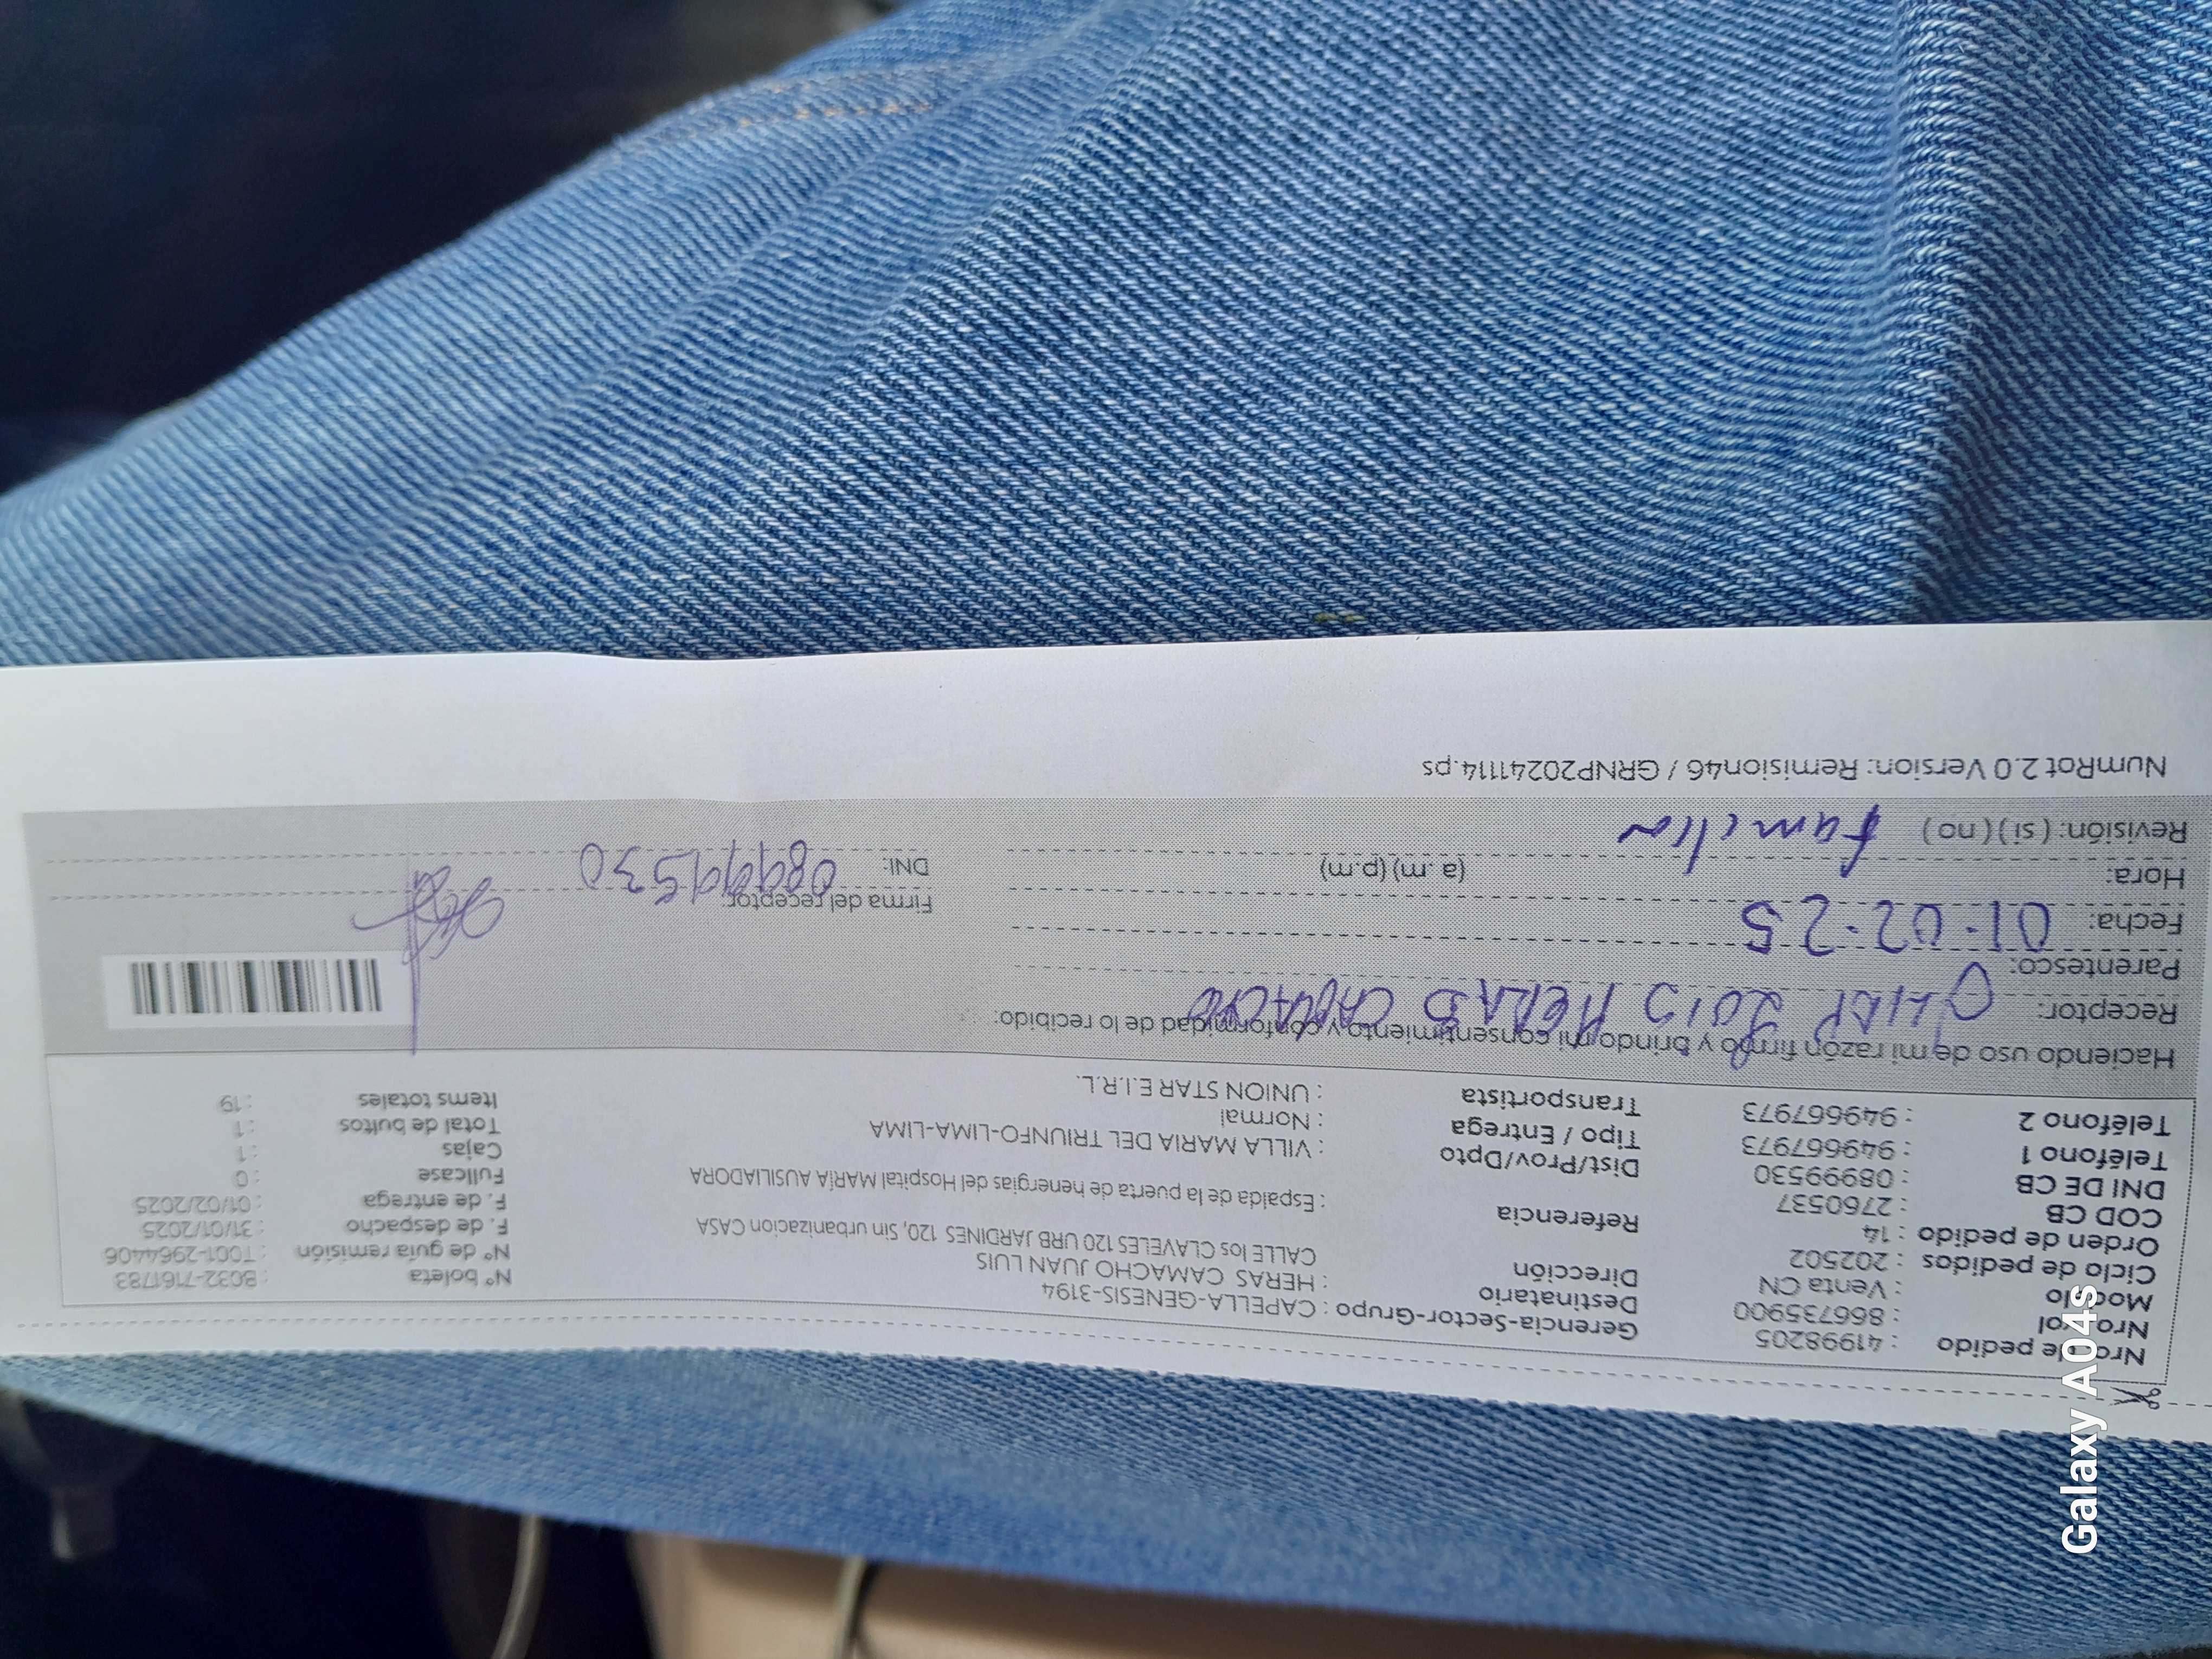 Nro de pedido : 41998205
Nro rol : 866735900
Modelo : Venta CN
Ciclo de pedidos : 202502
Orden de pedido : 14
COD CB : 2760537
DNI DE CB : 08999530
Teléfono 1 : 949667973
Teléfono 2 : 949667973
Gerencia-Sector-Grupo : CAPELLA-GENESIS-3194
Destinatario : HERAS CAMACHO JUAN LUIS
Dirección CALLE los CLAVELES 120 URB JARDINES 120, Sin urbanizacion CASA
Referencia : Espalda de la puerta de henergias del Hospital MARÍA AUSILIADORA
Dist/Prov/Dpto : VILLA MARIA DEL TRIUNFO-LIMA-LIMA
Tipo / Entrega : Normal
Transportista : UNION STAR E.I.R.L.
N° boleta : B032-7161783
N° de guía remisión : T001-2964406
F. de despacho : 31/01/2025
F. de entrega : 01/02/2025
Fullcase : 0
Cajas : 1
Total de bultos : 1
Items totales : 19
Haciendo uso de mi razón firmo y brindo mi consentimiento y conformidad de lo recibido:
Receptor: HERAS CAMACHO
Parentesco:
Fecha: 01-02-25
Hora: (a.m) (p.m)
Revisión: ( si ) ( no ) familia
Firma del receptor:
DNI:
NumRot 2.0 Version: Remision46 / GRNP20241114.ps
Galaxy A04s